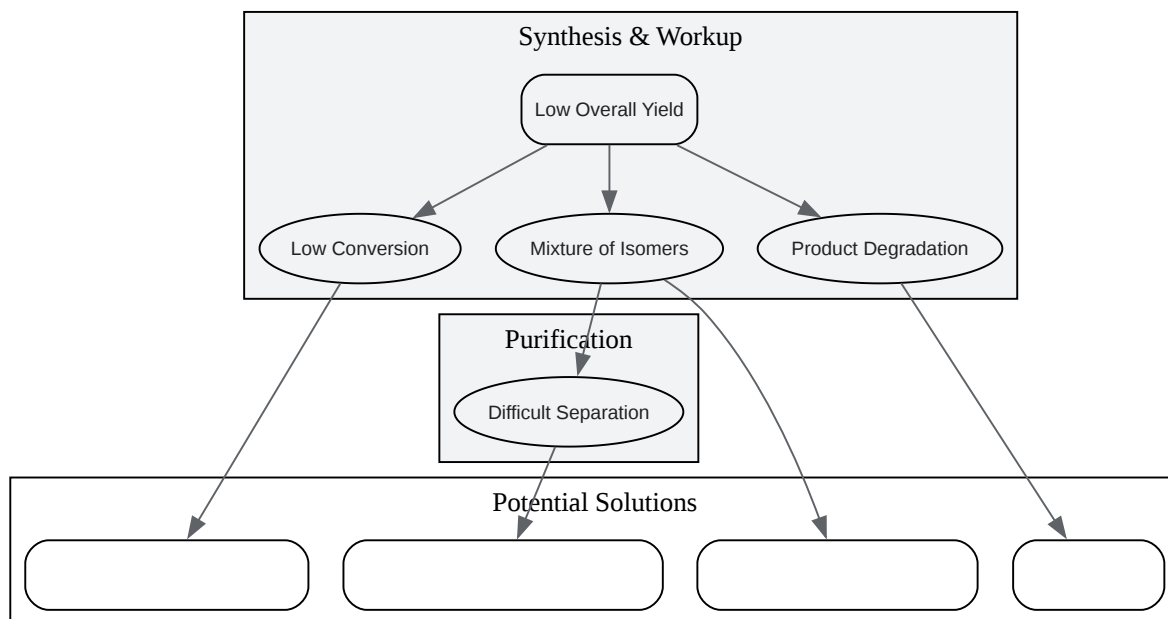 Synthesis & Workup
Low Overall Yield
Low Conversion
Mixture of Isomers
Product Degradation
Purification
Difficult Separation
Potential Solutions